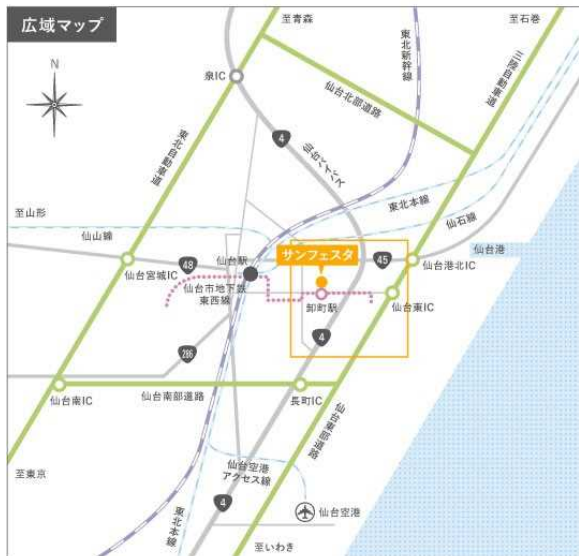 広域マップ
至青森
至石巻
N
泉IC
東北新幹線
三陸自動車道
仙台北部道路
4
仙台バイパス
東北自動車道
至山形
仙山線
東北本線
仙石線
仙台港
48
仙台駅
サンフェスタ
45
仙台宮城IC
仙台港北IC
仙台市地下鉄
東西線
卸町駅
仙台東IC
4
286
仙台南IC
仙台南部道路
長町IC
仙台東部道路
至東京
仙台空港
アクセス線
4
東北本線
仙台空港
至いわき